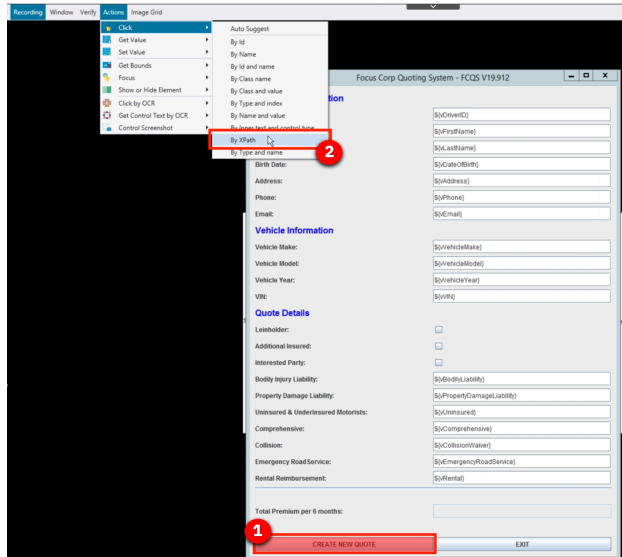 Recording Window Verify Actions Image Grid
Click
Get Value
Set Value
Get Bounds
Focus
Show or Hide Element
Click by OCR
Get Control Text by OCR
Control Screenshot
Auto Suggest
By Id
By Name
By Id and name
By Class name
By Class and value
By Type and index
By Name and value
By Inner text and control type
By XPath
By Type and name
2
Focus Corp Quoting System - FCQS V19.912
tion
${vDriverID}
${vFirstName}
${vLastName}
Birth Date: ${vDateOfBirth}
Address: ${vAddress}
Phone: ${vPhone}
Email: ${vEmail}
Vehicle Information
Vehicle Make: ${vVehicleMake}
Vehicle Model: ${vVehicleModel}
Vehicle Year: ${vVehicleYear}
VIN: ${vVIN}
Quote Details
Leinholder:
Additional Insured:
Interested Party:
Bodily Injury Liability: ${vBodilyLiability}
Property Damage Liability: ${vPropertyDamageLiability}
Uninsured & Underinsured Motorists: ${vUninsured}
Comprehensive: ${vComprehensive}
Collision: ${vCollisionWaiver}
Emergency RoadService: ${vEmergencyRoadService}
Rental Reimbursement: ${vRental}
Total Premium per 6 months:
1
CREATE NEW QUOTE EXIT